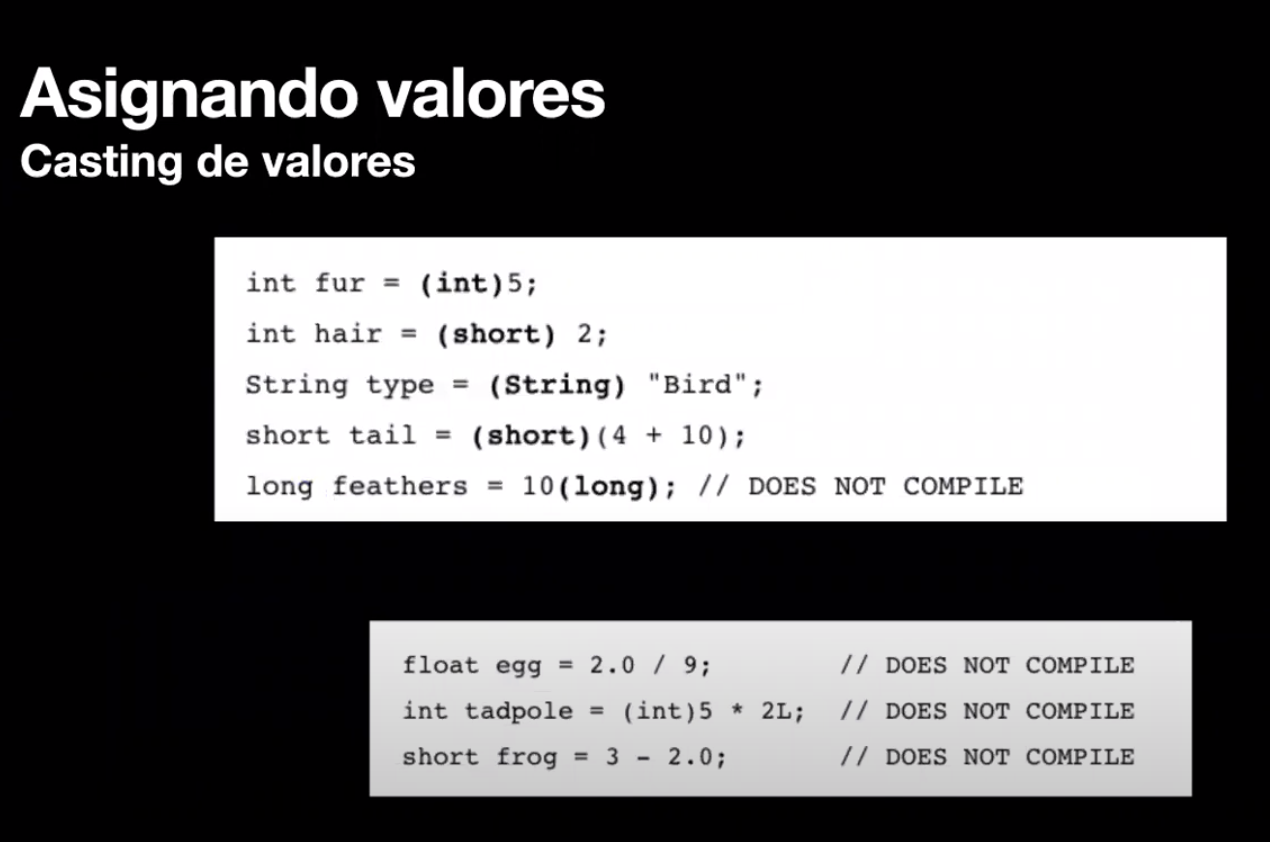 Asignando valores
Casting de valores
int fur = (int)5;
int hair = (short) 2;
String type = (String) "Bird";
short tail = (short)(4 + 10);
long feathers = 10(long); // DOES NOT COMPILE
float egg = 2.0 / 9; // DOES NOT COMPILE
int tadpole = (int)5 * 2L; // DOES NOT COMPILE
short frog = 3 - 2.0; // DOES NOT COMPILE